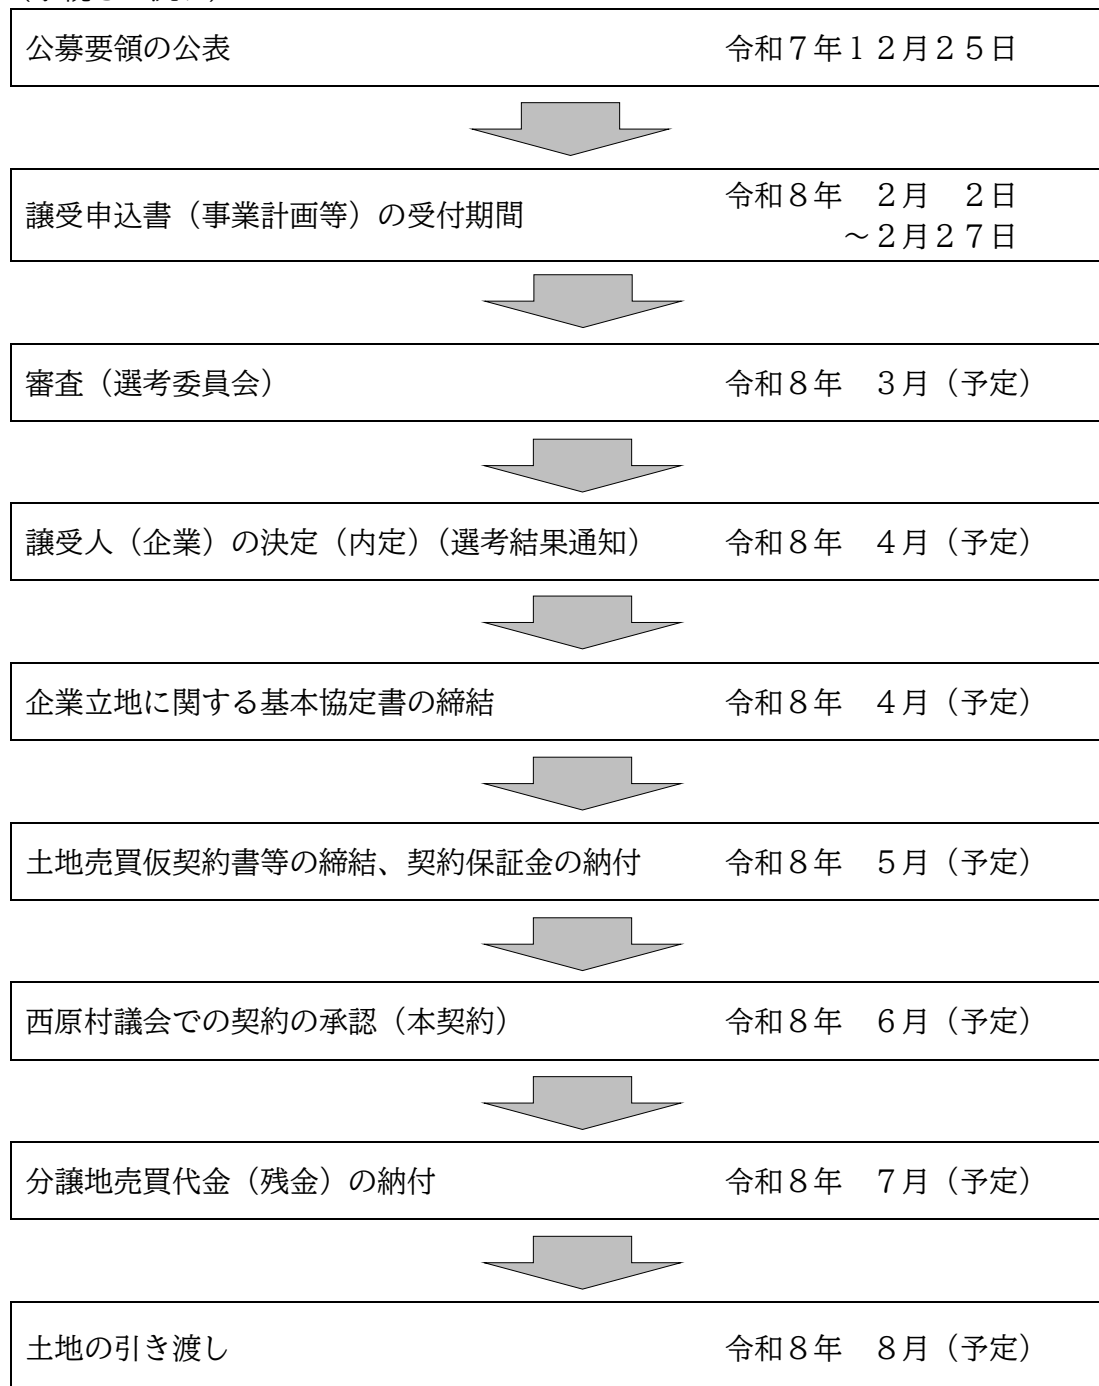 公募要領の公表　令和７年１２月２５日
譲受申込書（事業計画等）の受付期間　令和８年　２月　２日
～２月２７日
審査（選考委員会）　令和８年　３月（予定）
譲受人（企業）の決定（内定）（選考結果通知）　令和８年　４月（予定）
企業立地に関する基本協定書の締結　令和８年　４月（予定）
土地売買仮契約書等の締結、契約保証金の納付　令和８年　５月（予定）
西原村議会での契約の承認（本契約）　令和８年　６月（予定）
分譲地売買代金（残金）の納付　令和８年　７月（予定）
土地の引き渡し　令和８年　８月（予定）